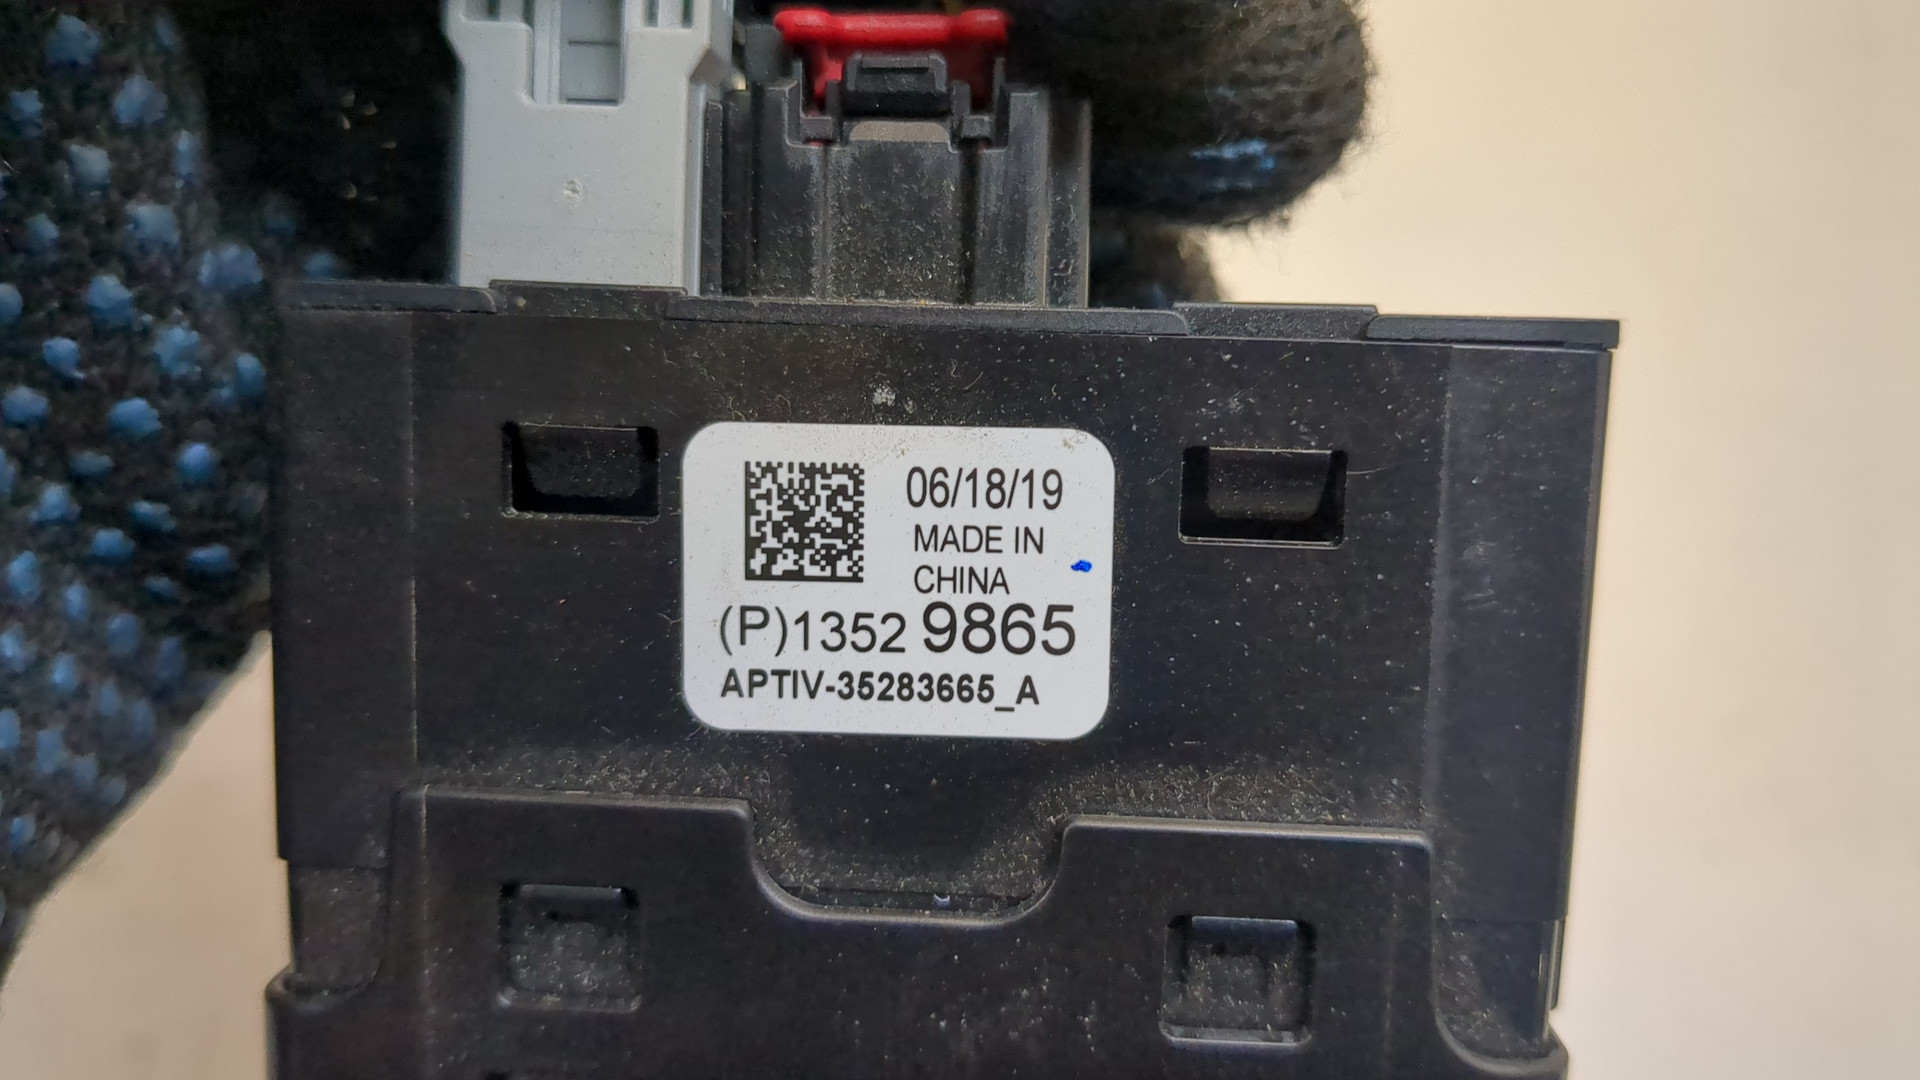 06/18/19
MADE IN
CHINA
(P)1352 9865
APTIV-35283665_A